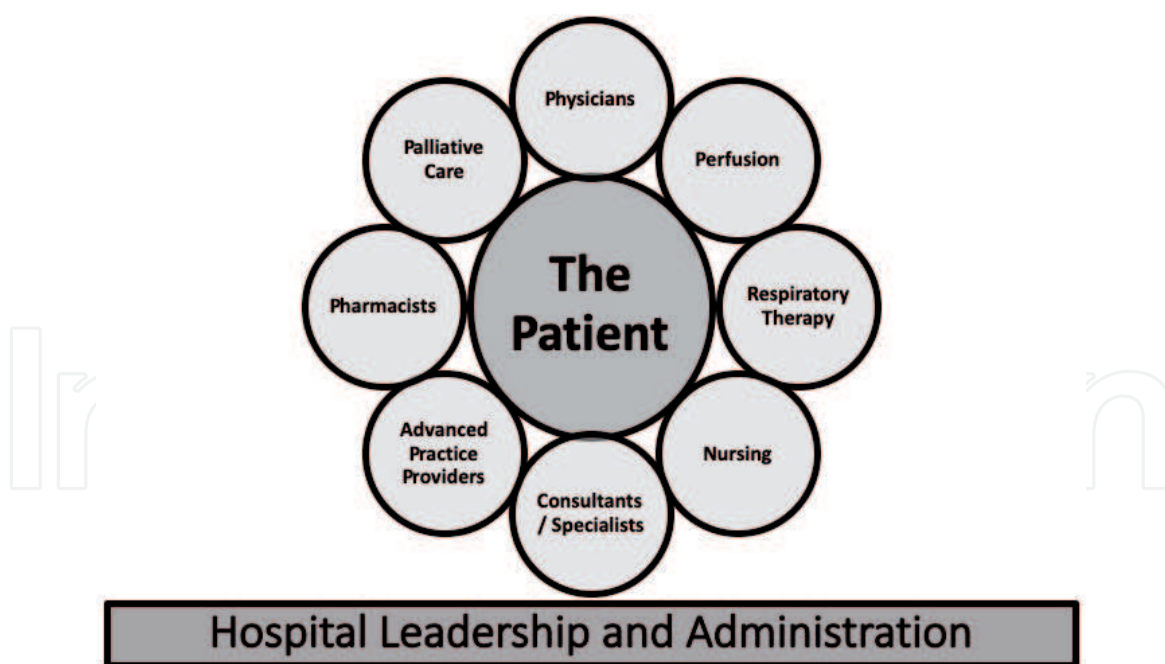 Physicians
Perfusion
Respiratory
Therapy
Nursing
Consultants
/ Specialists
Advanced
Practice
Providers
Pharmacists
Palliative
Care
The
Patient
Hospital Leadership and Administration